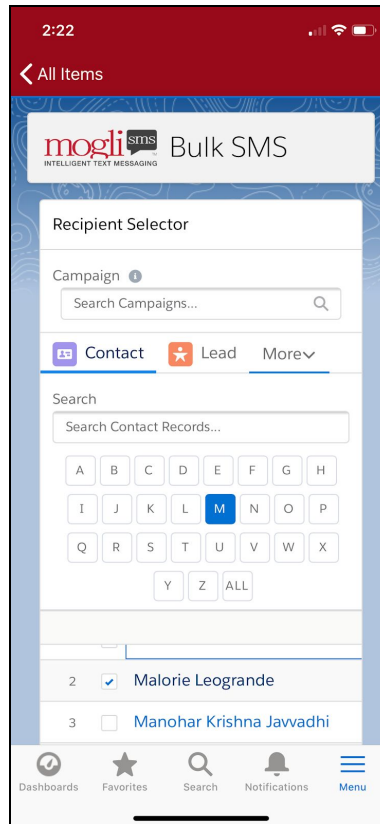 2:22
All Items
mogli sms Bulk SMS
INTELLIGENT TEXT MESSAGING
Recipient Selector
Campaign
Search Campaigns...
Contact Lead More
Search
Search Contact Records...
A B C D E F G H
I J K L M N O P
Q R S T U V W X
Y Z ALL
2 Malorie Leogrande
3 Manohar Krishna Javvadhi
Dashboards Favorites Search Notifications Menu